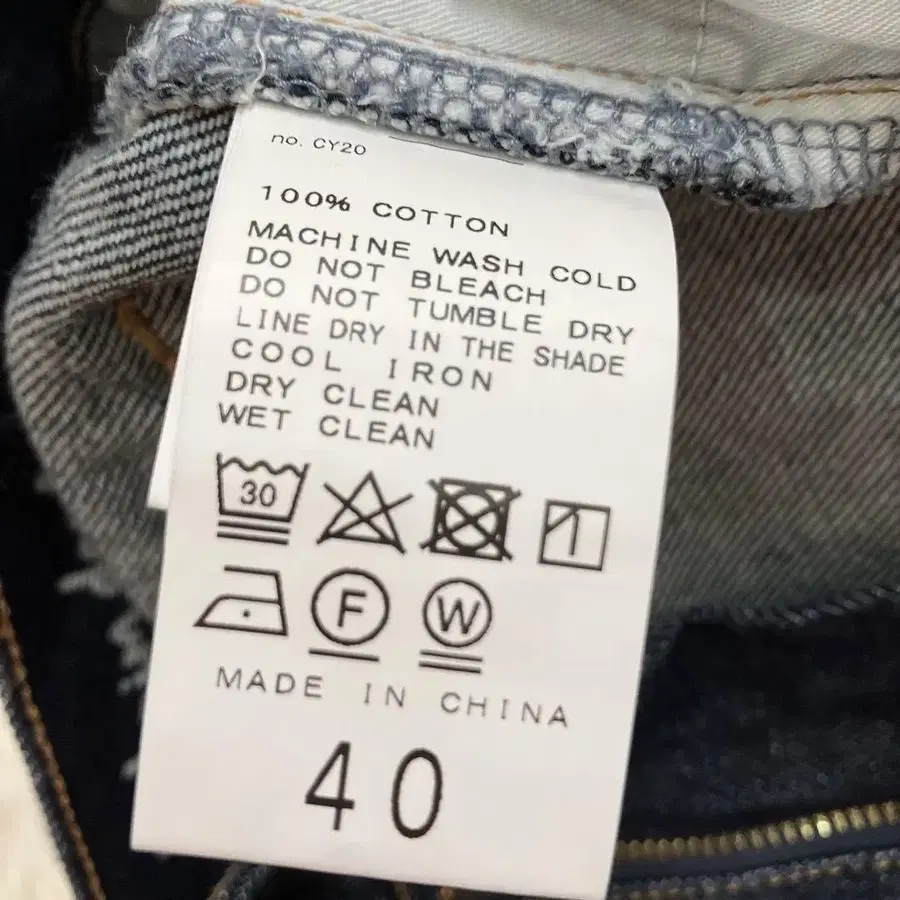 no. CY20
100% COTTON
MACHINE WASH COLD
DO NOT BLEACH
DO NOT TUMBLE DRY
LINE DRY IN THE SHADE
COOL IRON
DRY CLEAN
WET CLEAN
30
F W
MADE IN CHINA
40